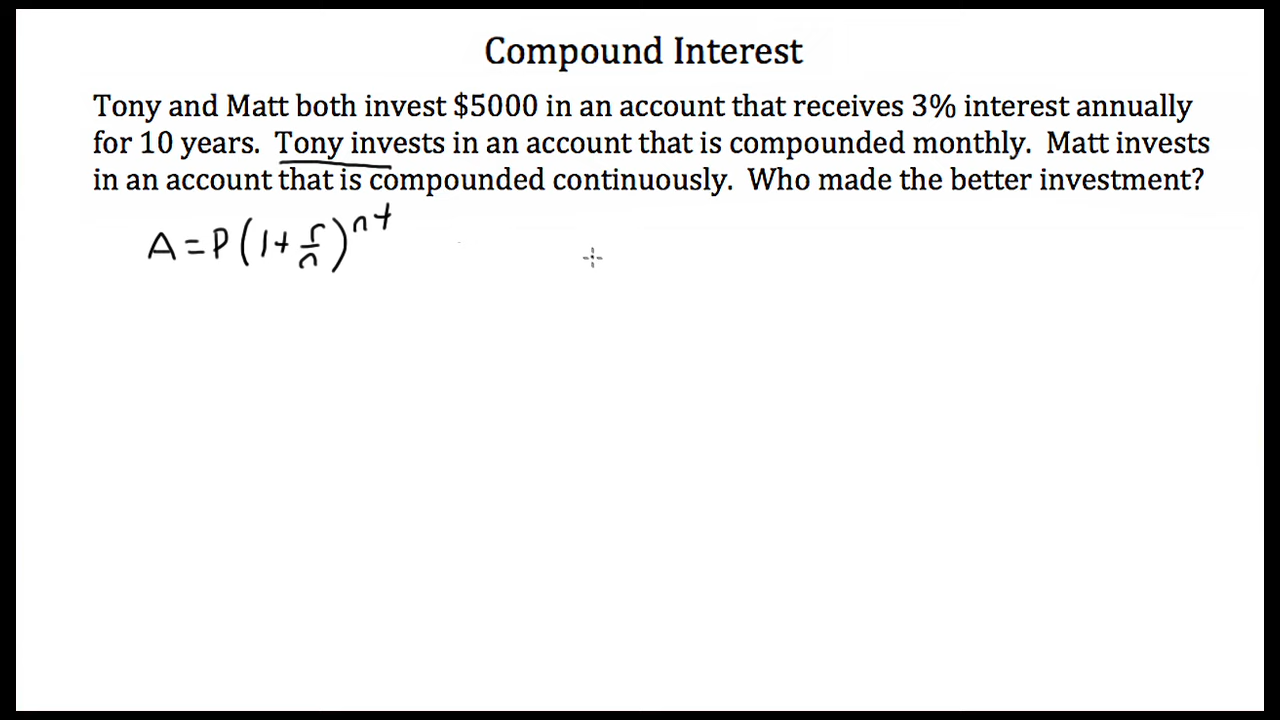 Compound Interest
Tony and Matt both invest $5000 in an account that receives 3% interest annually
for 10 years. Tony invests in an account that is compounded monthly. Matt invests
in an account that is compounded continuously. Who made the better investment?
A=P(1+r/n)^nt